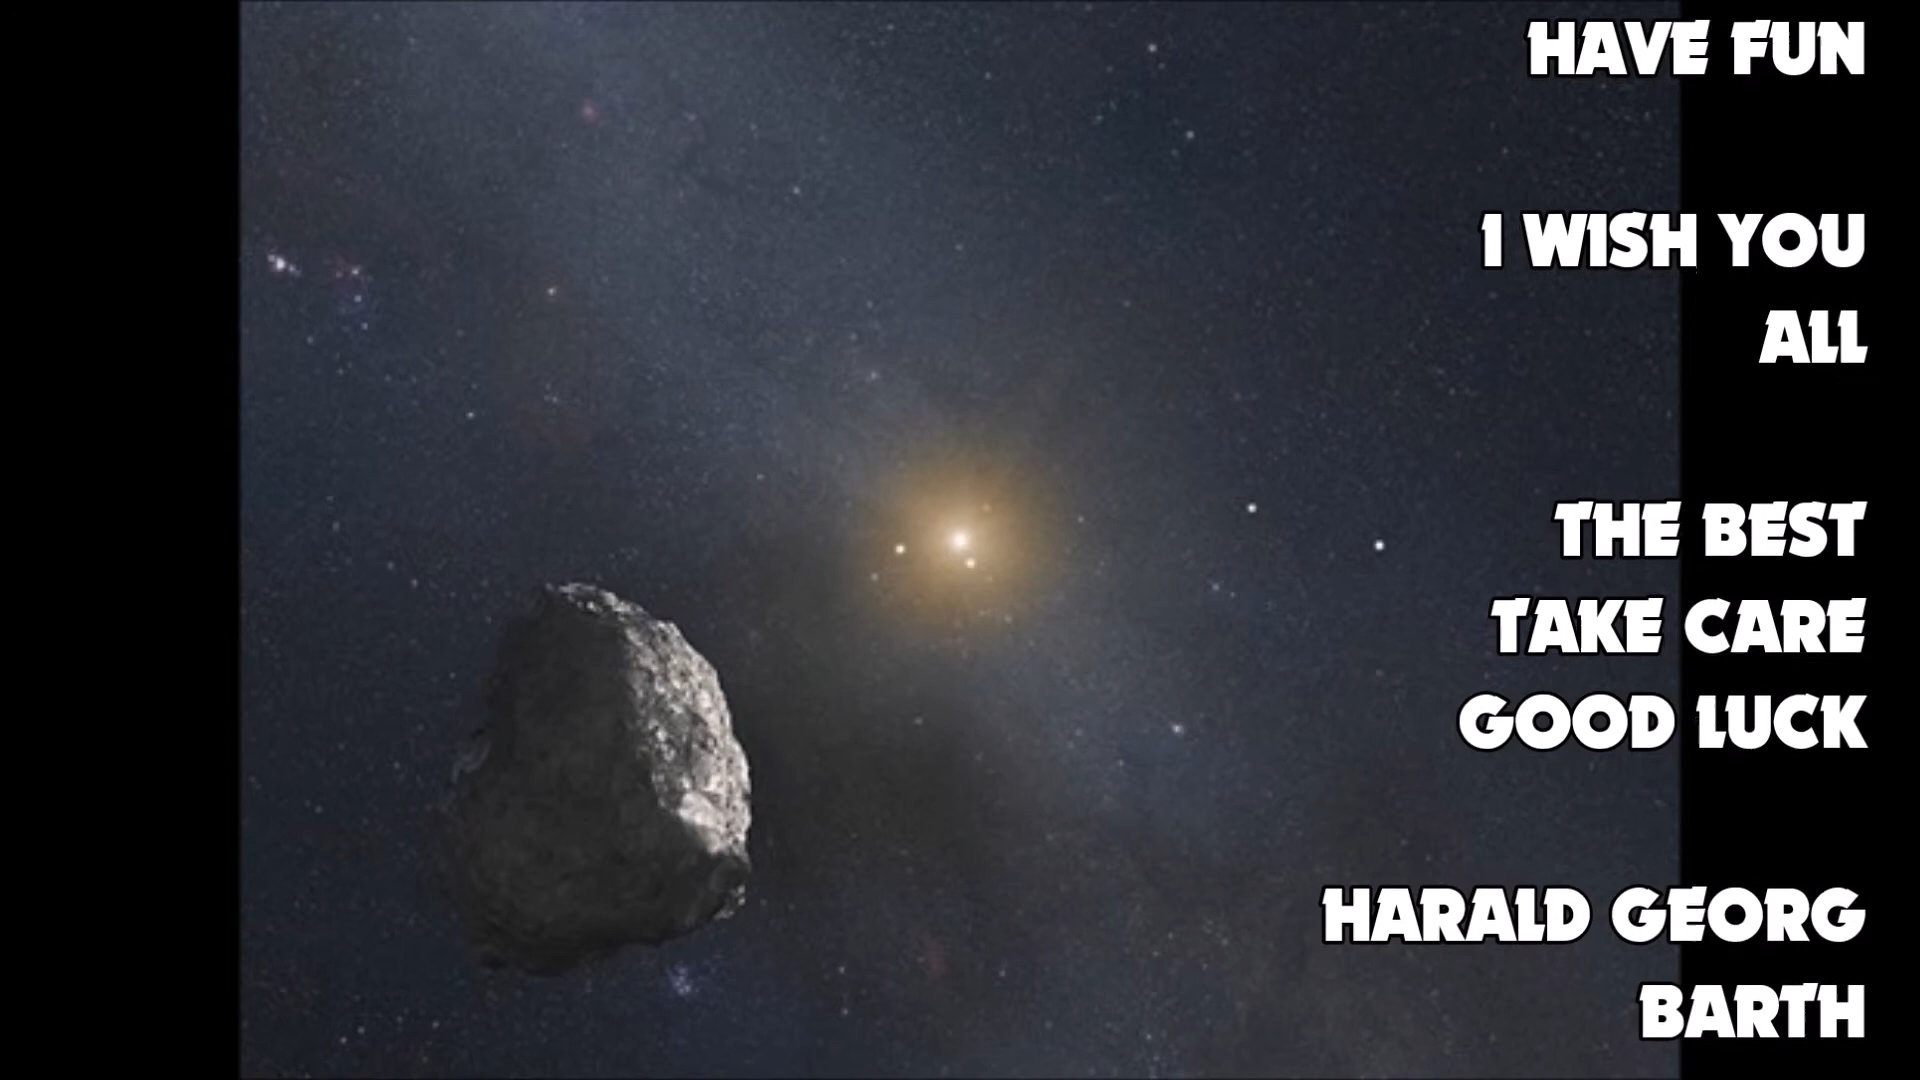 HAVE FUN
I WISH YOU
ALL
THE BEST
TAKE CARE
GOOD LUCK
HARALD GEORG
BARTH